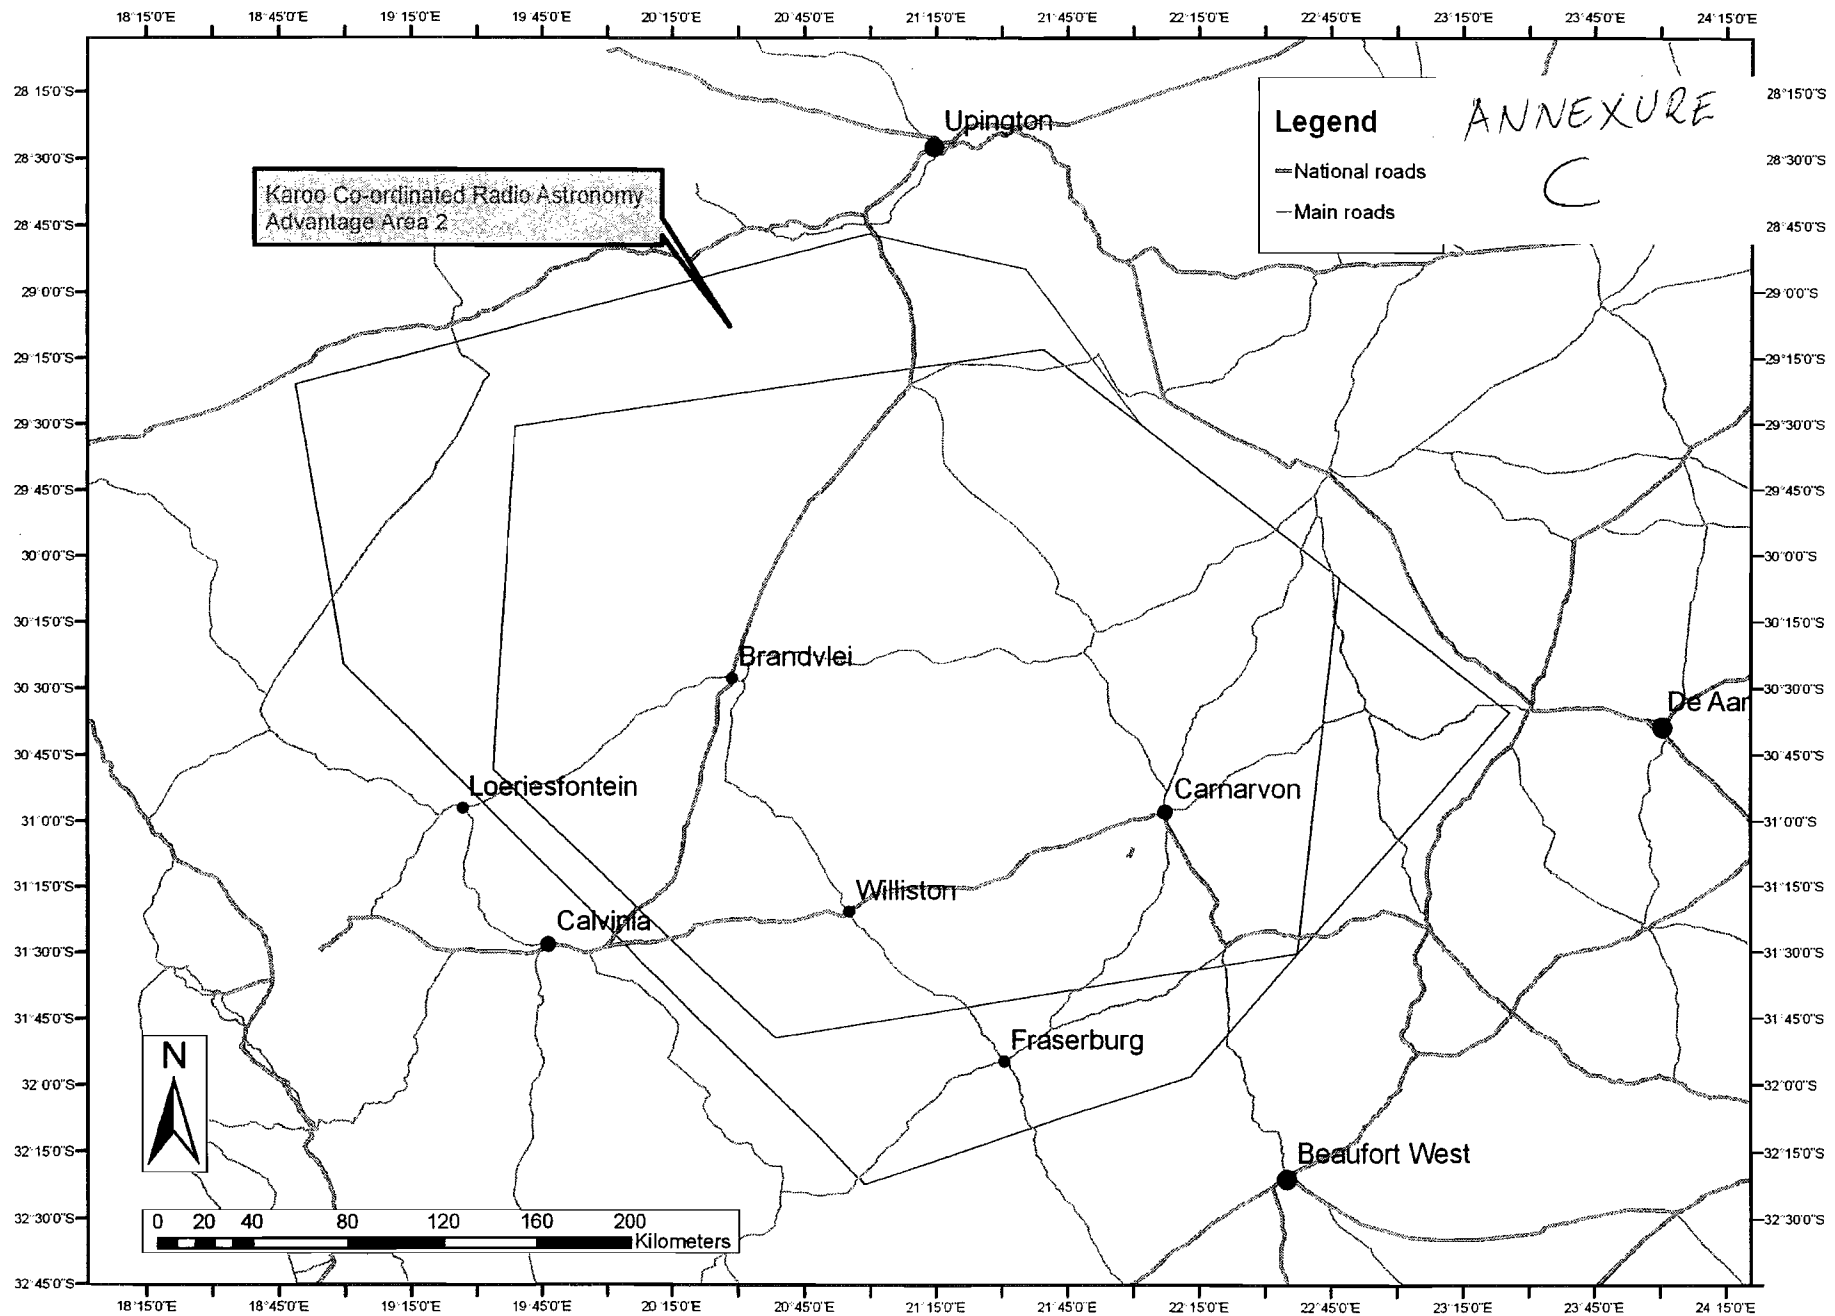 18°15'0"E 18°45'0"E 19°15'0"E 19°45'0"E 20°15'0"E 20°45'0"E 21°15'0"E 21°45'0"E 22°15'0"E 22°45'0"E 23°15'0"E 23°45'0"E 24°15'0"E
28°15'0"S 28°15'0"S
ANNEXURE
C
Legend
National roads
Main roads
Upington
28°30'0"S 28°30'0"S
Karoo Co-ordinated Radio Astronomy
Advantage Area 2
28°45'0"S 28°45'0"S
29°0'0"S 29°0'0"S
29°15'0"S 29°15'0"S
29°30'0"S 29°30'0"S
29°45'0"S 29°45'0"S
30°0'0"S 30°0'0"S
30°15'0"S 30°15'0"S
Brandvlei
30°30'0"S 30°30'0"S
De Aar
30°45'0"S 30°45'0"S
Loeriesfontein
Carnarvon
31°0'0"S 31°0'0"S
31°15'0"S 31°15'0"S
Williston
Calvinia
31°30'0"S 31°30'0"S
31°45'0"S 31°45'0"S
Fraserburg
N
32°0'0"S 32°0'0"S
32°15'0"S 32°15'0"S
Beaufort West
32°30'0"S 32°30'0"S
0 20 40 80 120 160 200
Kilometers
32°45'0"S
18°15'0"E 18°45'0"E 19°15'0"E 19°45'0"E 20°15'0"E 20°45'0"E 21°15'0"E 21°45'0"E 22°15'0"E 22°45'0"E 23°15'0"E 23°45'0"E 24°15'0"E